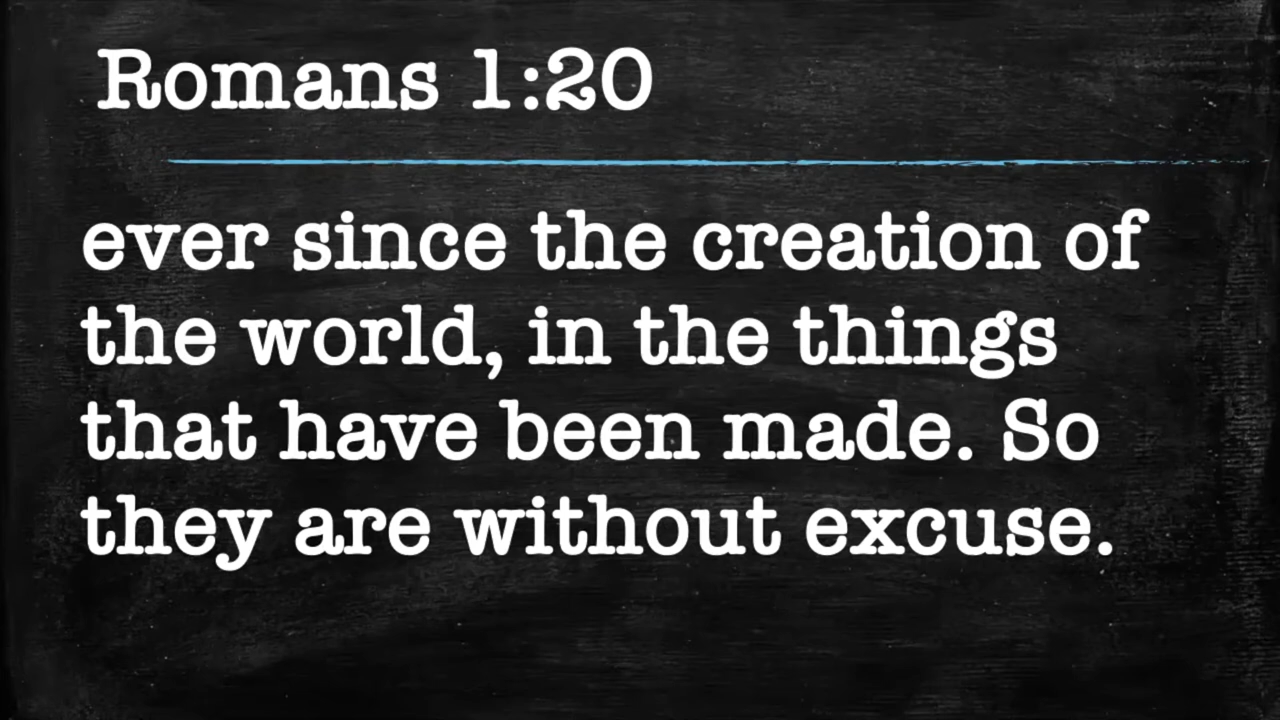 Romans 1:20
ever since the creation of
the world, in the things
that have been made. So
they are without excuse.